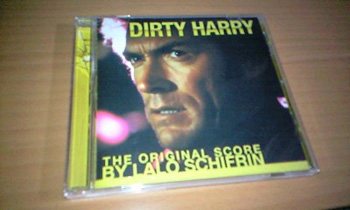 DIRTY HARRY
THE ORIGINAL SCORE
BY LALO SCHIFRIN